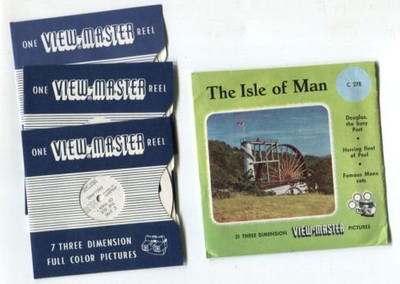 ONE VIEW-MASTER REEL
ONE VIEW-MASTER REEL
ONE VIEW-MASTER REEL
7 THREE DIMENSION
FULL COLOR PICTURES
The Isle of Man
C 278
Douglas,
the busy
Port
Herring fleet
of Peel
Famous Manx
cats
21 THREE DIMENSION VIEW-MASTER PICTURES